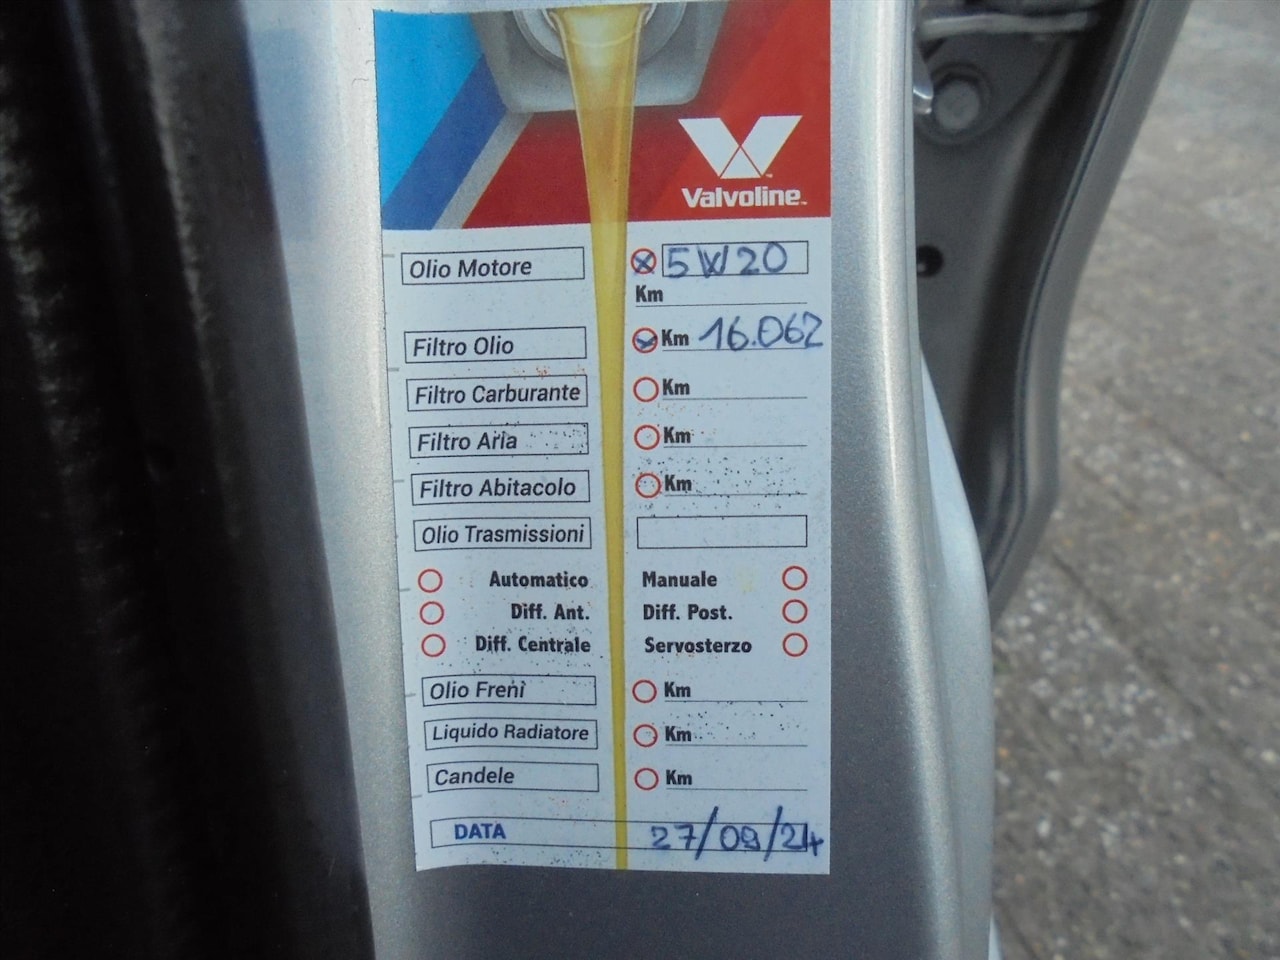 Valvoline
Olio Motore 5W20
Km
Filtro Olio Km 16.062
Filtro Carburante Km
Filtro Aria Km
Filtro Abitacolo Km
Olio Trasmissioni
Automatico Manuale
Diff. Ant. Diff. Post.
Diff. Centrale Servosterzo
Olio Freni Km
Liquido Radiatore Km
Candele Km
DATA 27/09/24